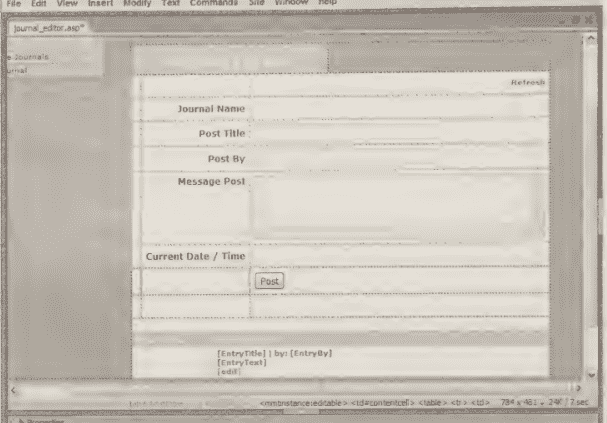 File Edit View Insert Modify Text Commands Site Window Help
journal_editor.asp*
e Journals
urnal
Refresh
Journal Name
Post Title
Post By
Message Post
Current Date / Time
Post
[EntryTitle] | by: [EntryBy]
[EntryText]
[edit]
<mmtinstance:editable> <td#contentcell> <table> <tr> <td>
Properties